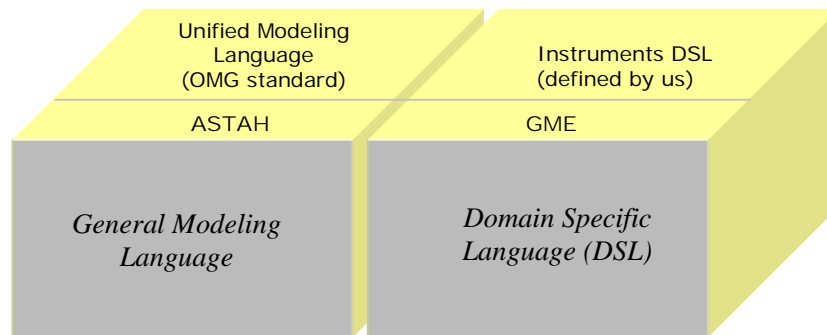 Unified Modeling
Language
(OMG standard)
Instruments DSL
(defined by us)
ASTAH
GME
General Modeling
Language
Domain Specific
Language (DSL)